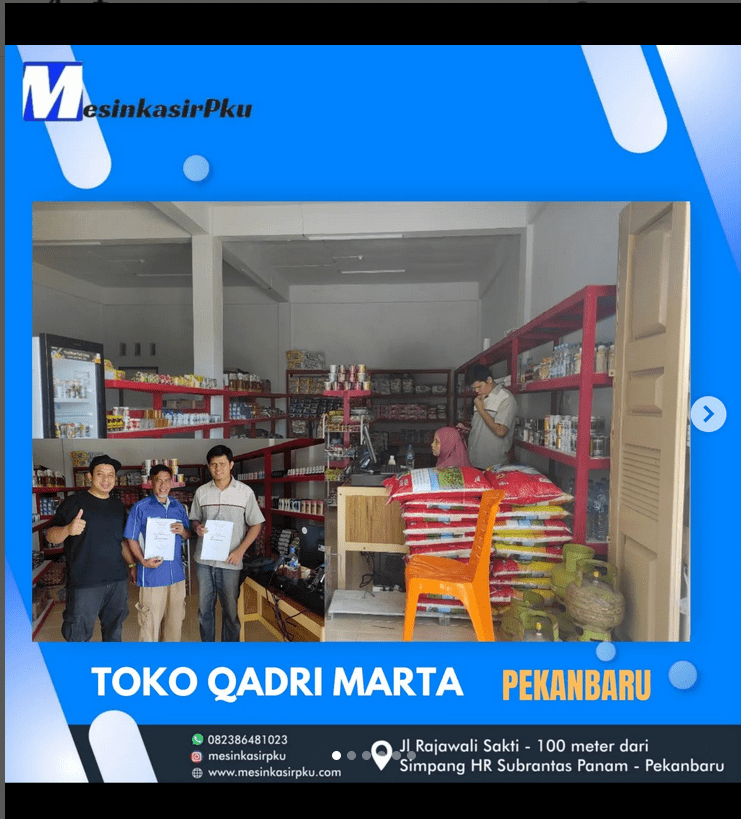 MesinkasirPku
TOKO QADRI MARTA
PEKANBARU
082386481023
mesinkasirpku
www.mesinkasirpku.com
Jl Rajawali Sakti - 100 meter dari
Simpang HR Subrantas Panam - Pekanbaru